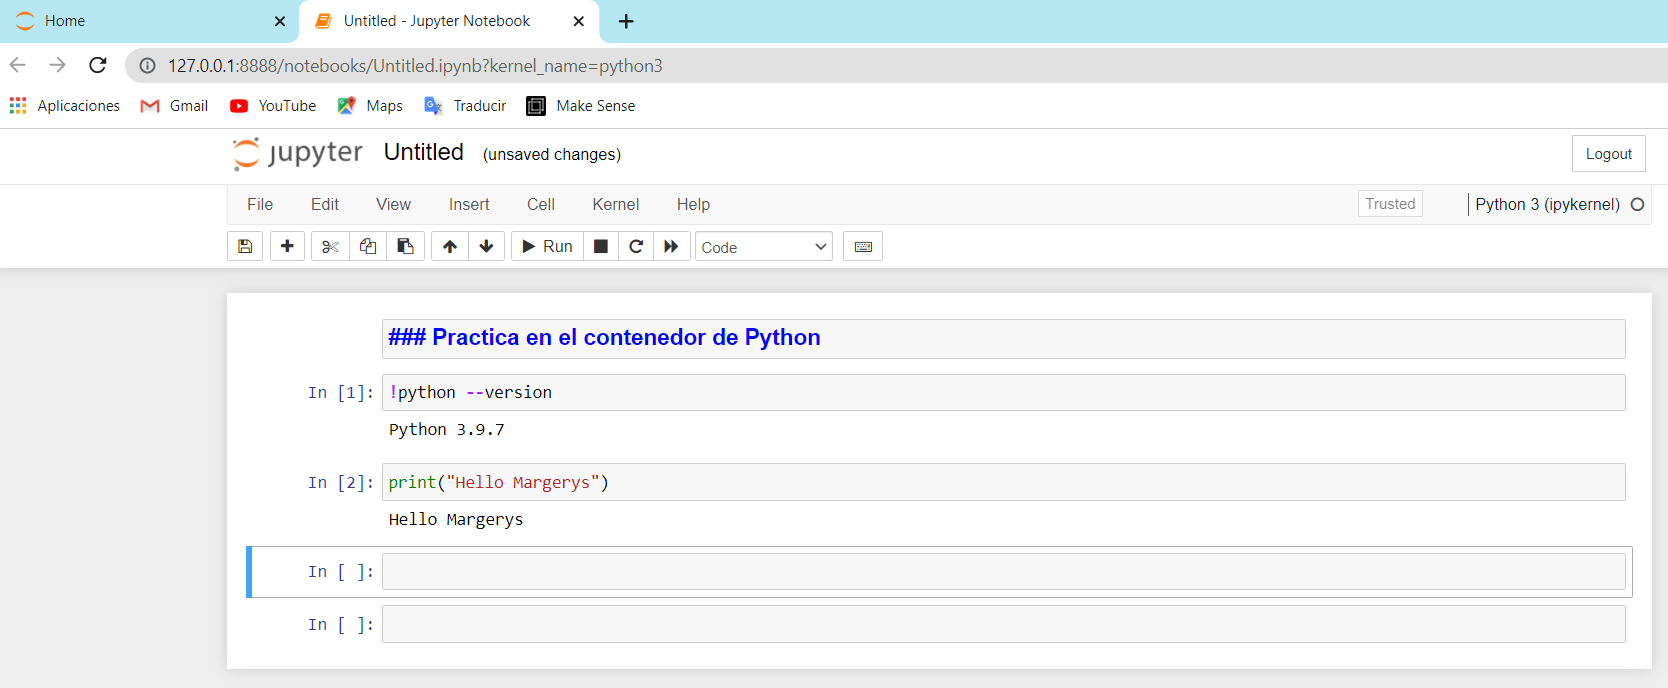 Home
Untitled - Jupyter Notebook
127.0.0.1:8888/notebooks/Untitled.ipynb?kernel_name=python3
Aplicaciones Gmail YouTube Maps Traducir Make Sense
jupyter Untitled (unsaved changes) Logout
File Edit View Insert Cell Kernel Help Trusted Python 3 (ipykernel)
Run Code
### Practica en el contenedor de Python
In [1]: !python --version
Python 3.9.7
In [2]: print("Hello Margerys")
Hello Margerys
In [ ]:
In [ ]: